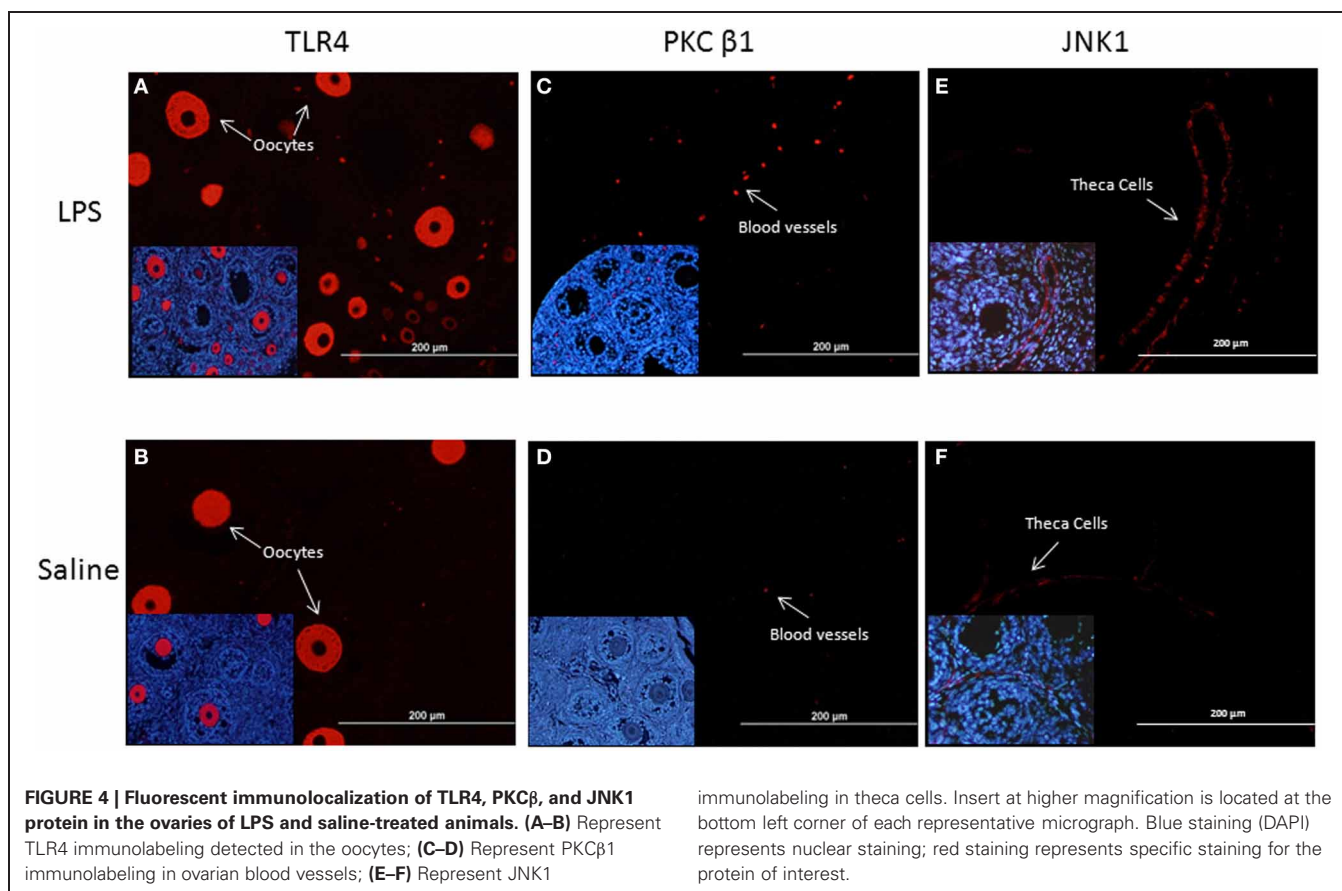 TLR4
PKC β1
JNK1
LPS
A
Oocytes
200 µm
C
Blood vessels
200 µm
E
Theca Cells
200 µm
Saline
B
Oocytes
200 µm
D
Blood vessels
200 µm
F
Theca Cells
200 µm
FIGURE 4 | Fluorescent immunolocalization of TLR4, PKCβ, and JNK1
protein in the ovaries of LPS and saline-treated animals. (A–B) Represent
TLR4 immunolabeling detected in the oocytes; (C–D) Represent PKCβ1
immunolabeling in ovarian blood vessels; (E–F) Represent JNK1
immunolabeling in theca cells. Insert at higher magnification is located at the
bottom left corner of each representative micrograph. Blue staining (DAPI)
represents nuclear staining; red staining represents specific staining for the
protein of interest.